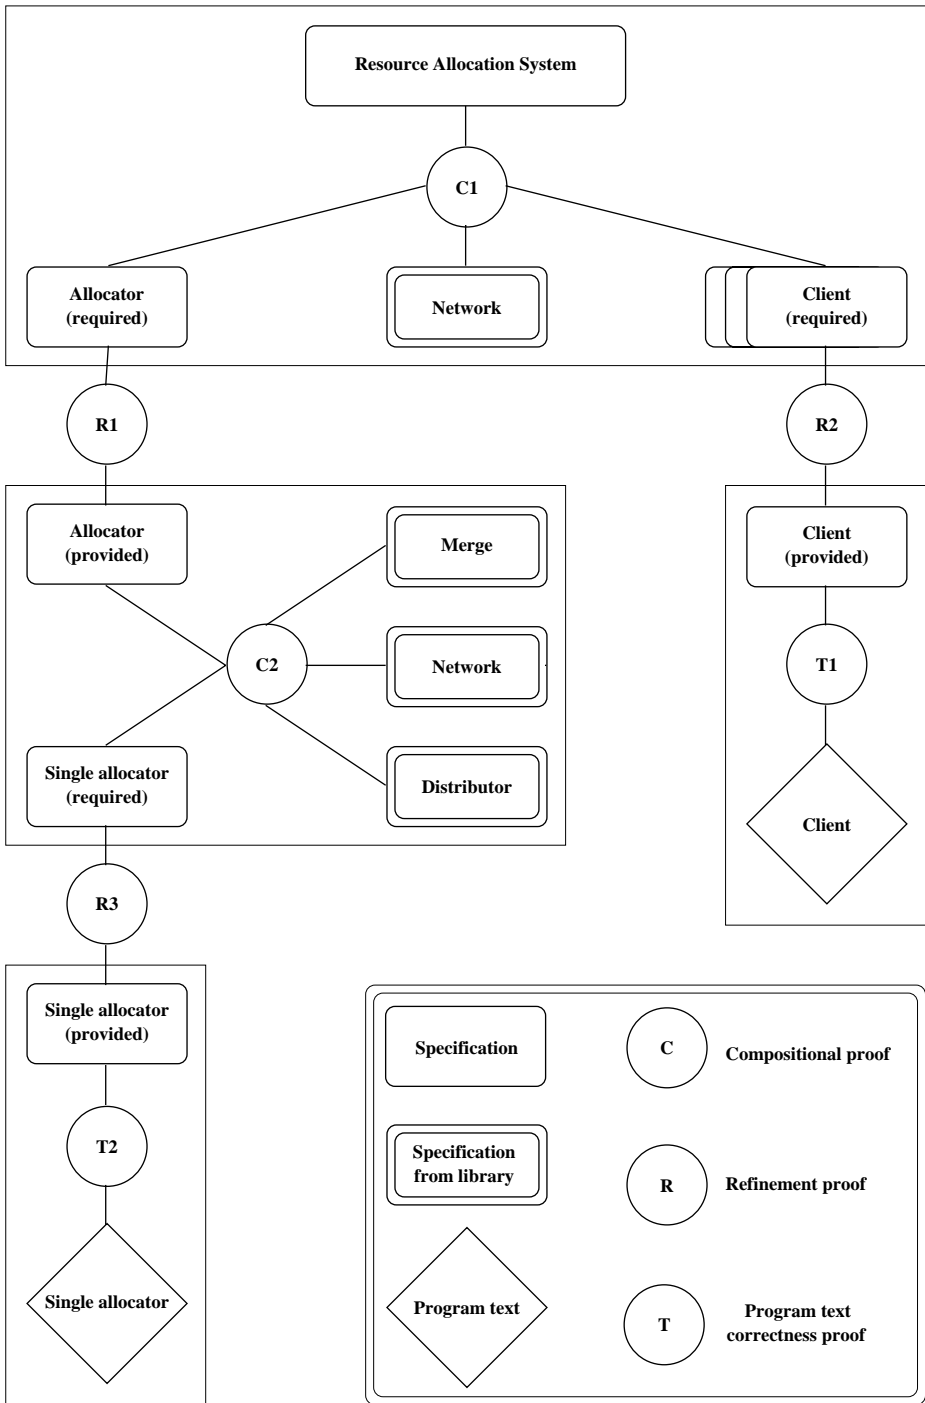 Resource Allocation System
C1
Allocator
(required)
Network
Client
(required)
R1
R2
Allocator
(provided)
Merge
Client
(provided)
C2
Network
T1
Single allocator
(required)
Distributor
Client
R3
Single allocator
(provided)
Specification
C
Compositional proof
T2
Specification
from library
R
Refinement proof
Single allocator
Program text
T
Program text
correctness proof